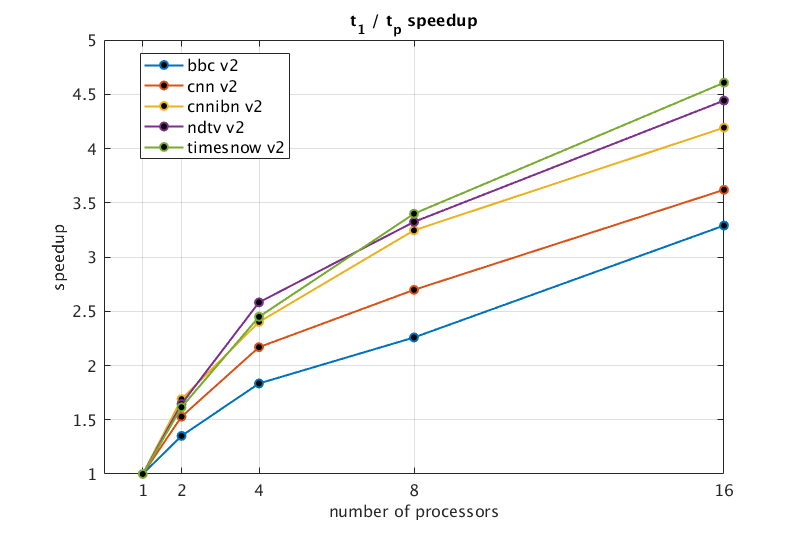 t1 / tp speedup
5
4.5
4
3.5
3
2.5
2
1.5
1
speedup
bbc v2
cnn v2
cnnibn v2
ndtv v2
timesnow v2
1 2 4 8 16
number of processors